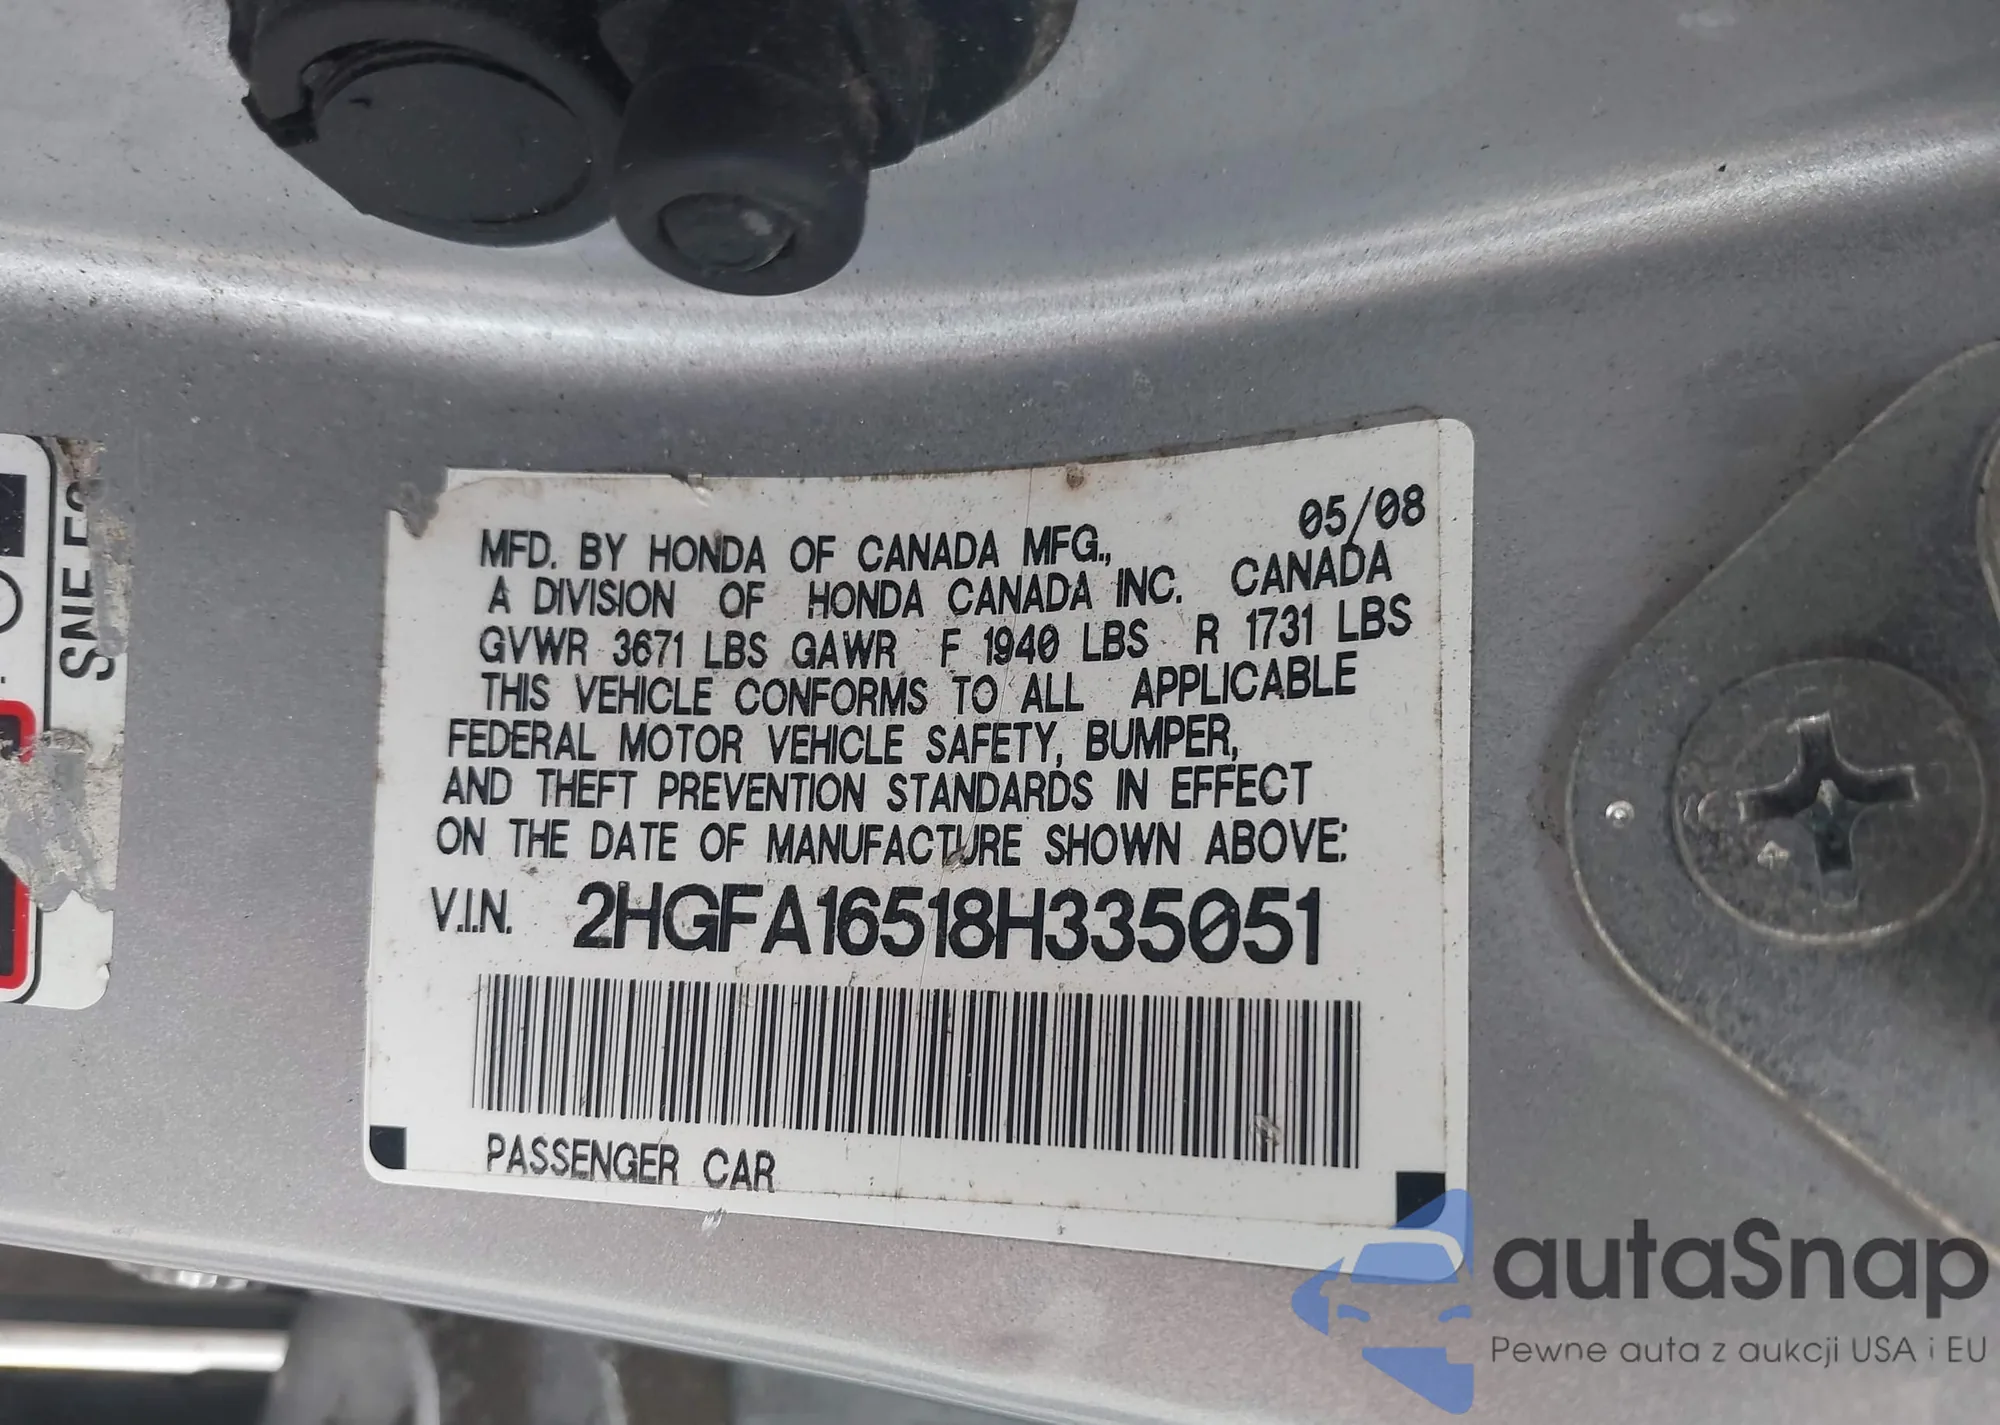 05/08
MFD. BY HONDA OF CANADA MFG.,
A DIVISION OF HONDA CANADA INC. CANADA
GVWR 3671 LBS GAWR F 1940 LBS R 1731 LBS
THIS VEHICLE CONFORMS TO ALL APPLICABLE
FEDERAL MOTOR VEHICLE SAFETY, BUMPER,
AND THEFT PREVENTION STANDARDS IN EFFECT
ON THE DATE OF MANUFACTURE SHOWN ABOVE:
V.I.N. 2HGFA16518H335051
PASSENGER CAR
SNE
autaSnap
Pewne auta z aukcji USA i EU